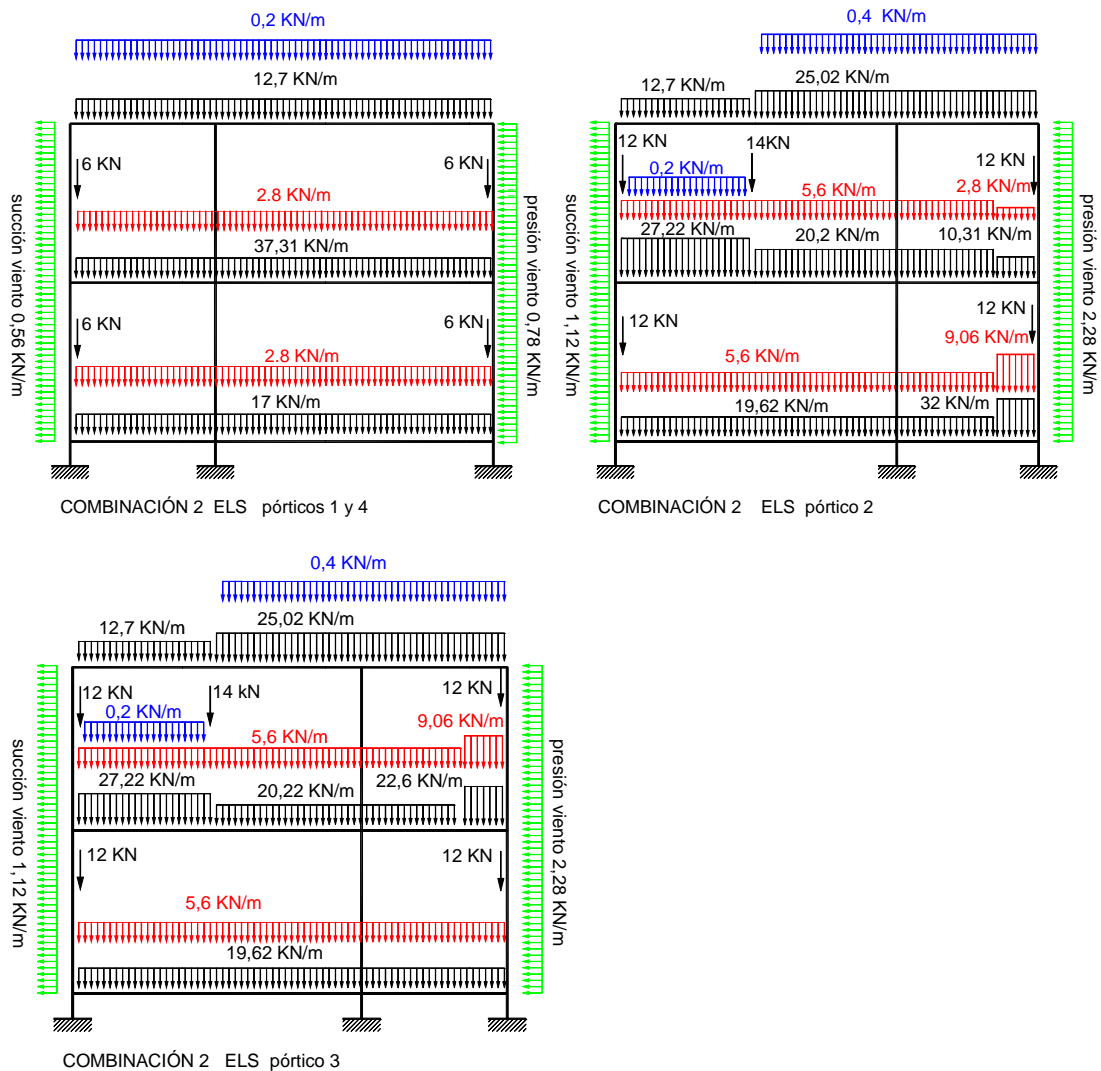 0,2 KN/m
12,7 KN/m
6 KN
6 KN
2.8 KN/m
37,31 KN/m
6 KN
6 KN
2.8 KN/m
17 KN/m
succión viento 0,56 KN/m
presión viento 0,78 KN/m
COMBINACIÓN 2 ELS pórticos 1 y 4
0,4 KN/m
12,7 KN/m
25,02 KN/m
12 KN
14KN
12 KN
0,2 KN/m
5,6 KN/m
2,8 KN/m
27,22 KN/m
20,2 KN/m
10,31 KN/m
12 KN
12 KN
9,06 KN/m
5,6 KN/m
19,62 KN/m
32 KN/m
succión viento 1,12 KN/m
presión viento 2,28 KN/m
COMBINACIÓN 2 ELS pórtico 2
0,4 KN/m
12,7 KN/m
25,02 KN/m
12 KN
14 kN
12 KN
0,2 KN/m
9,06 KN/m
5,6 KN/m
27,22 KN/m
20,22 KN/m
22,6 KN/m
12 KN
12 KN
5,6 KN/m
19,62 KN/m
succión viento 1,12 KN/m
presión viento 2,28 KN/m
COMBINACIÓN 2 ELS pórtico 3